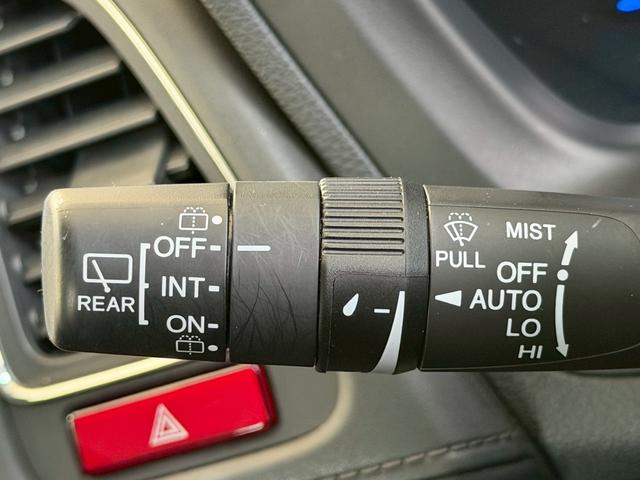 OFF
INT
ON
REAR
PULL
MIST
OFF
AUTO
LO
HI